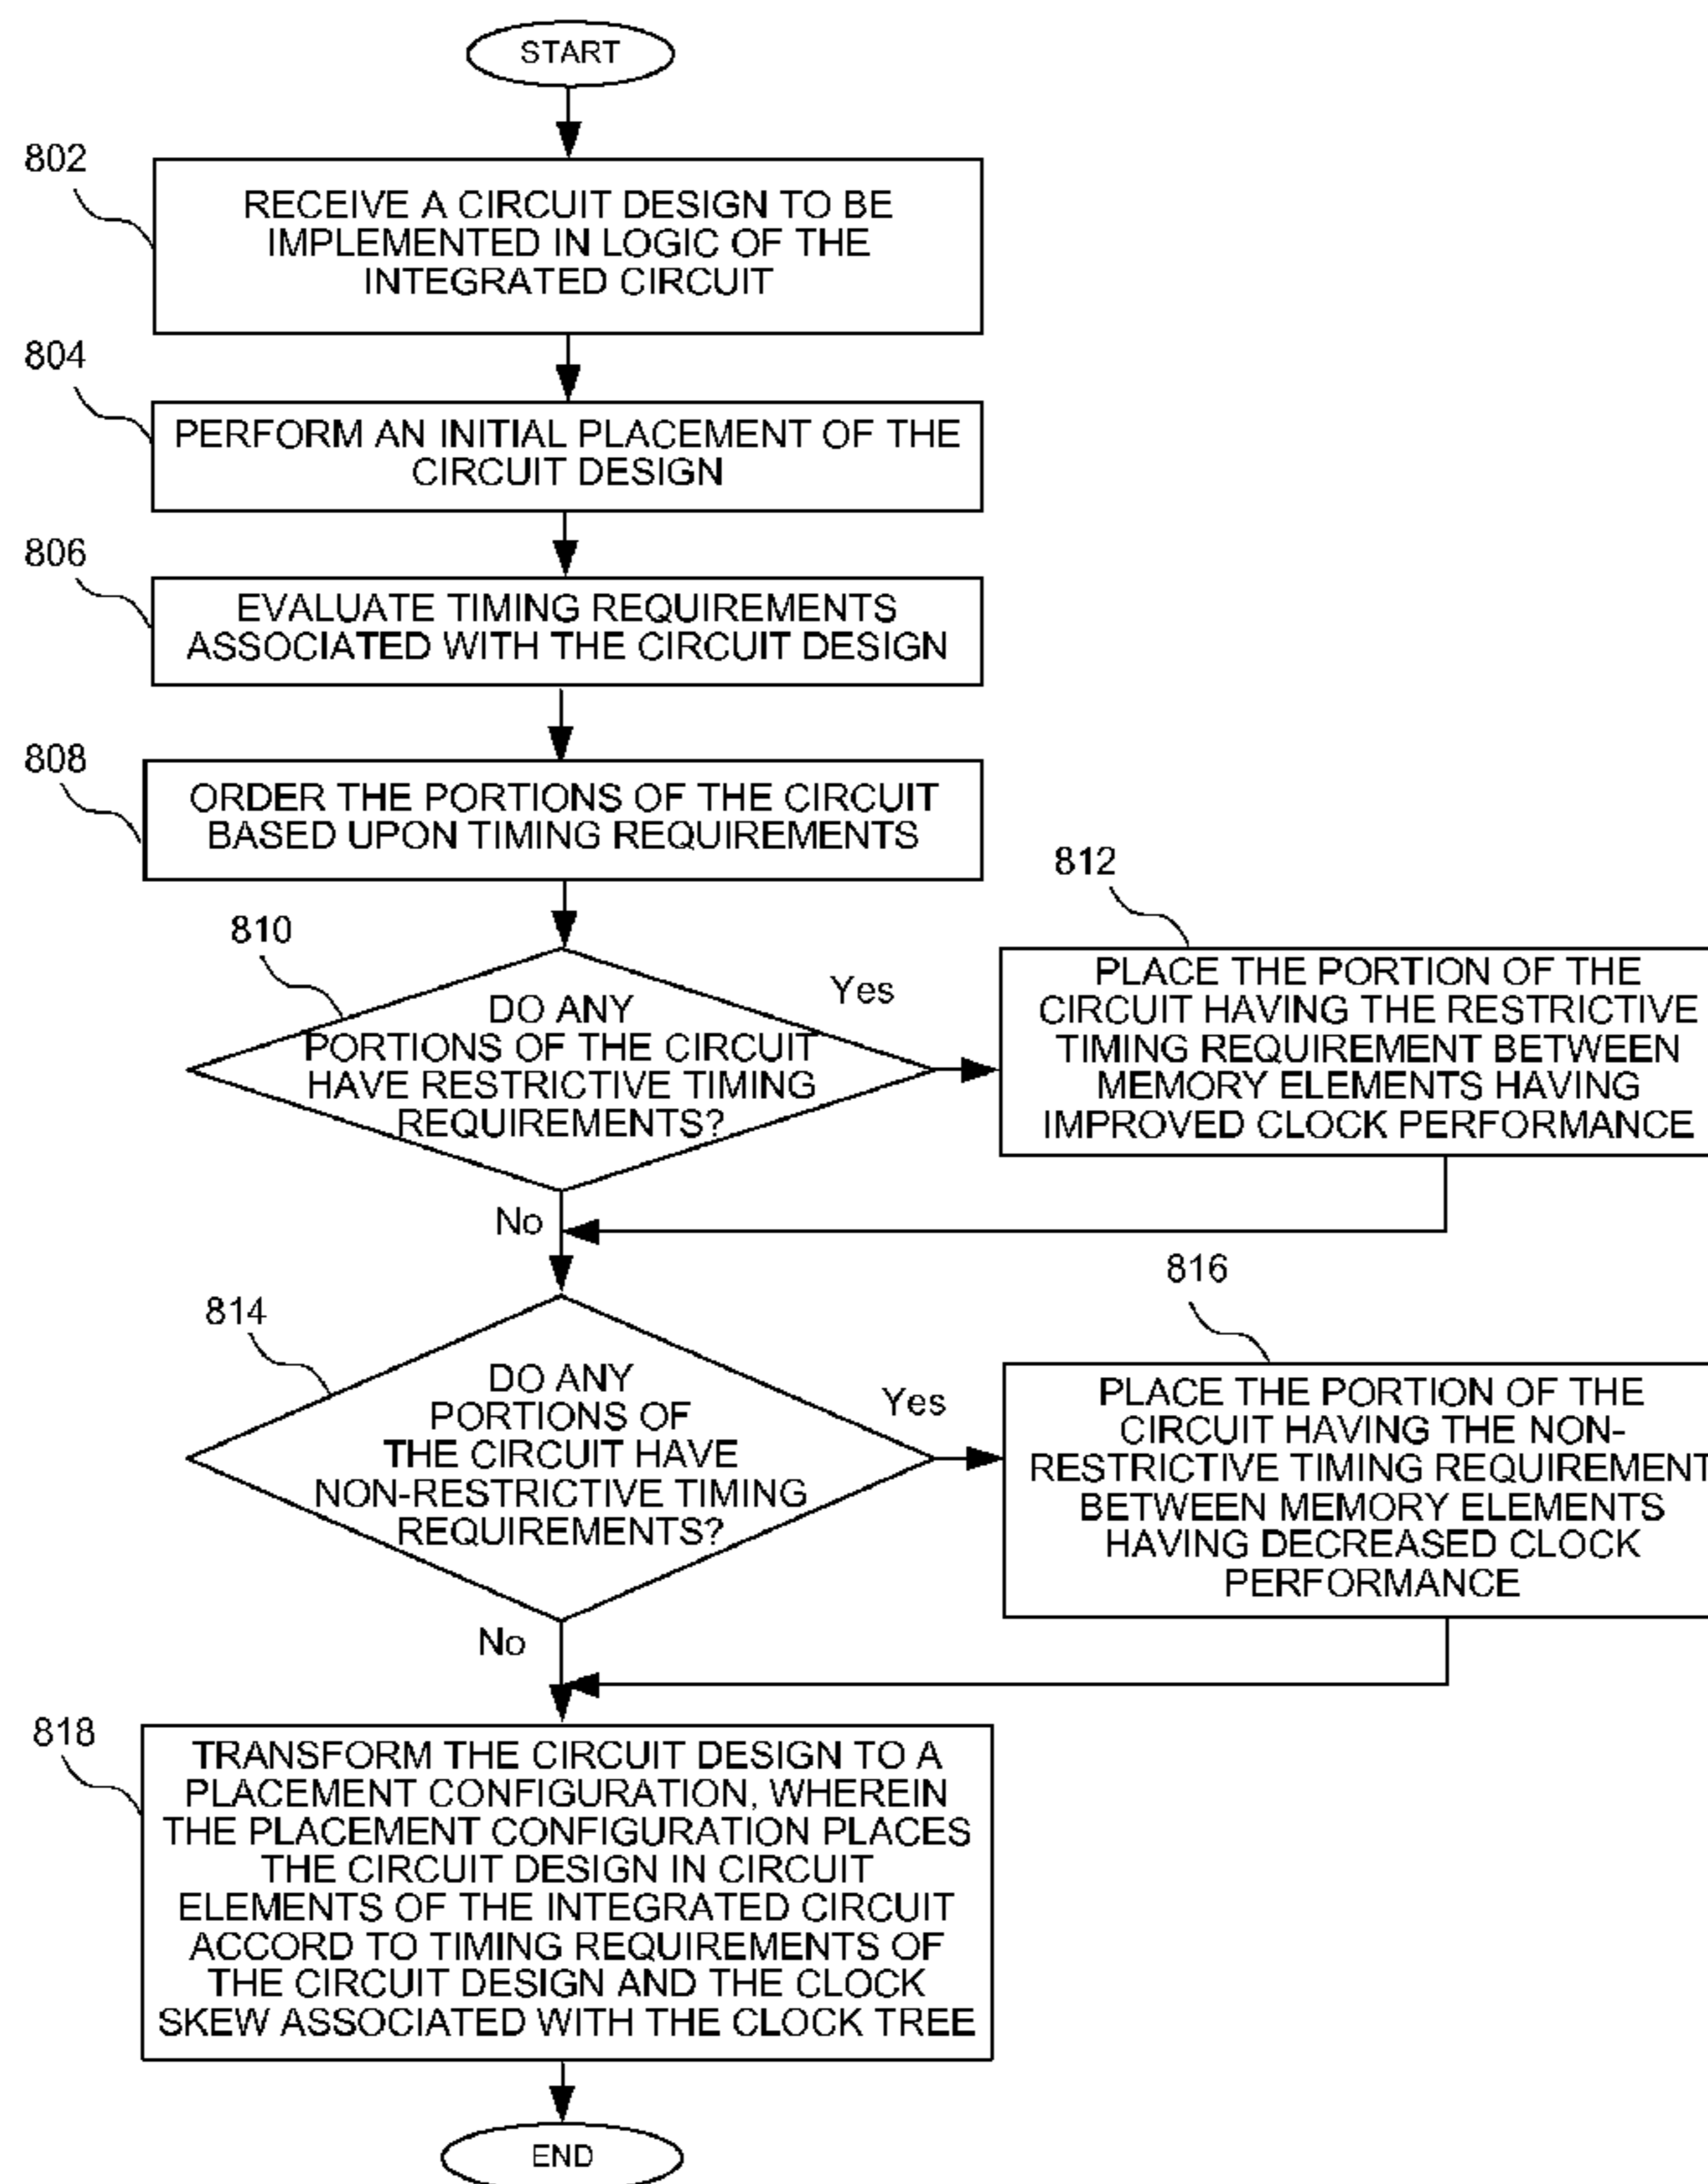 START
802
RECEIVE A CIRCUIT DESIGN TO BE
IMPLEMENTED IN LOGIC OF THE
INTEGRATED CIRCUIT
804
PERFORM AN INITIAL PLACEMENT OF THE
CIRCUIT DESIGN
806
EVALUATE TIMING REQUIREMENTS
ASSOCIATED WITH THE CIRCUIT DESIGN
808
ORDER THE PORTIONS OF THE CIRCUIT
BASED UPON TIMING REQUIREMENTS
810
DO ANY
PORTIONS OF THE CIRCUIT
HAVE RESTRICTIVE TIMING
REQUIREMENTS?
Yes
812
PLACE THE PORTION OF THE
CIRCUIT HAVING THE RESTRICTIVE
TIMING REQUIREMENT BETWEEN
MEMORY ELEMENTS HAVING
IMPROVED CLOCK PERFORMANCE
No
814
DO ANY
PORTIONS OF
THE CIRCUIT HAVE
NON-RESTRICTIVE TIMING
REQUIREMENTS?
Yes
816
PLACE THE PORTION OF THE
CIRCUIT HAVING THE NON-
RESTRICTIVE TIMING REQUIREMENT
BETWEEN MEMORY ELEMENTS
HAVING DECREASED CLOCK
PERFORMANCE
No
818
TRANSFORM THE CIRCUIT DESIGN TO A
PLACEMENT CONFIGURATION, WHEREIN
THE PLACEMENT CONFIGURATION PLACES
THE CIRCUIT DESIGN IN CIRCUIT
ELEMENTS OF THE INTEGRATED CIRCUIT
ACCORD TO TIMING REQUIREMENTS OF
THE CIRCUIT DESIGN AND THE CLOCK
SKEW ASSOCIATED WITH THE CLOCK TREE
END